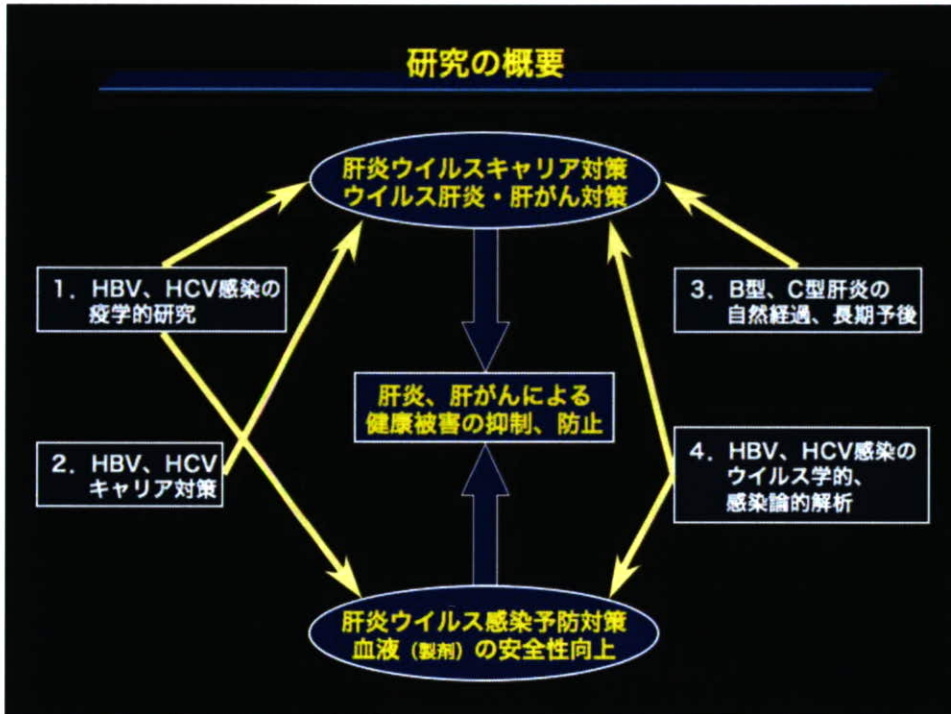 研究の概要
肝炎ウイルスキャリア対策
ウイルス肝炎・肝がん対策
1. HBV、HCV感染の
疫学的研究
3. B型、C型肝炎の
自然経過、長期予後
肝炎、肝がんによる
健康被害の抑制、防止
2. HBV、HCV
キャリア対策
4. HBV、HCV感染の
ウイルス学的、
感染論的解析
肝炎ウイルス感染予防対策
血液（製剤）の安全性向上